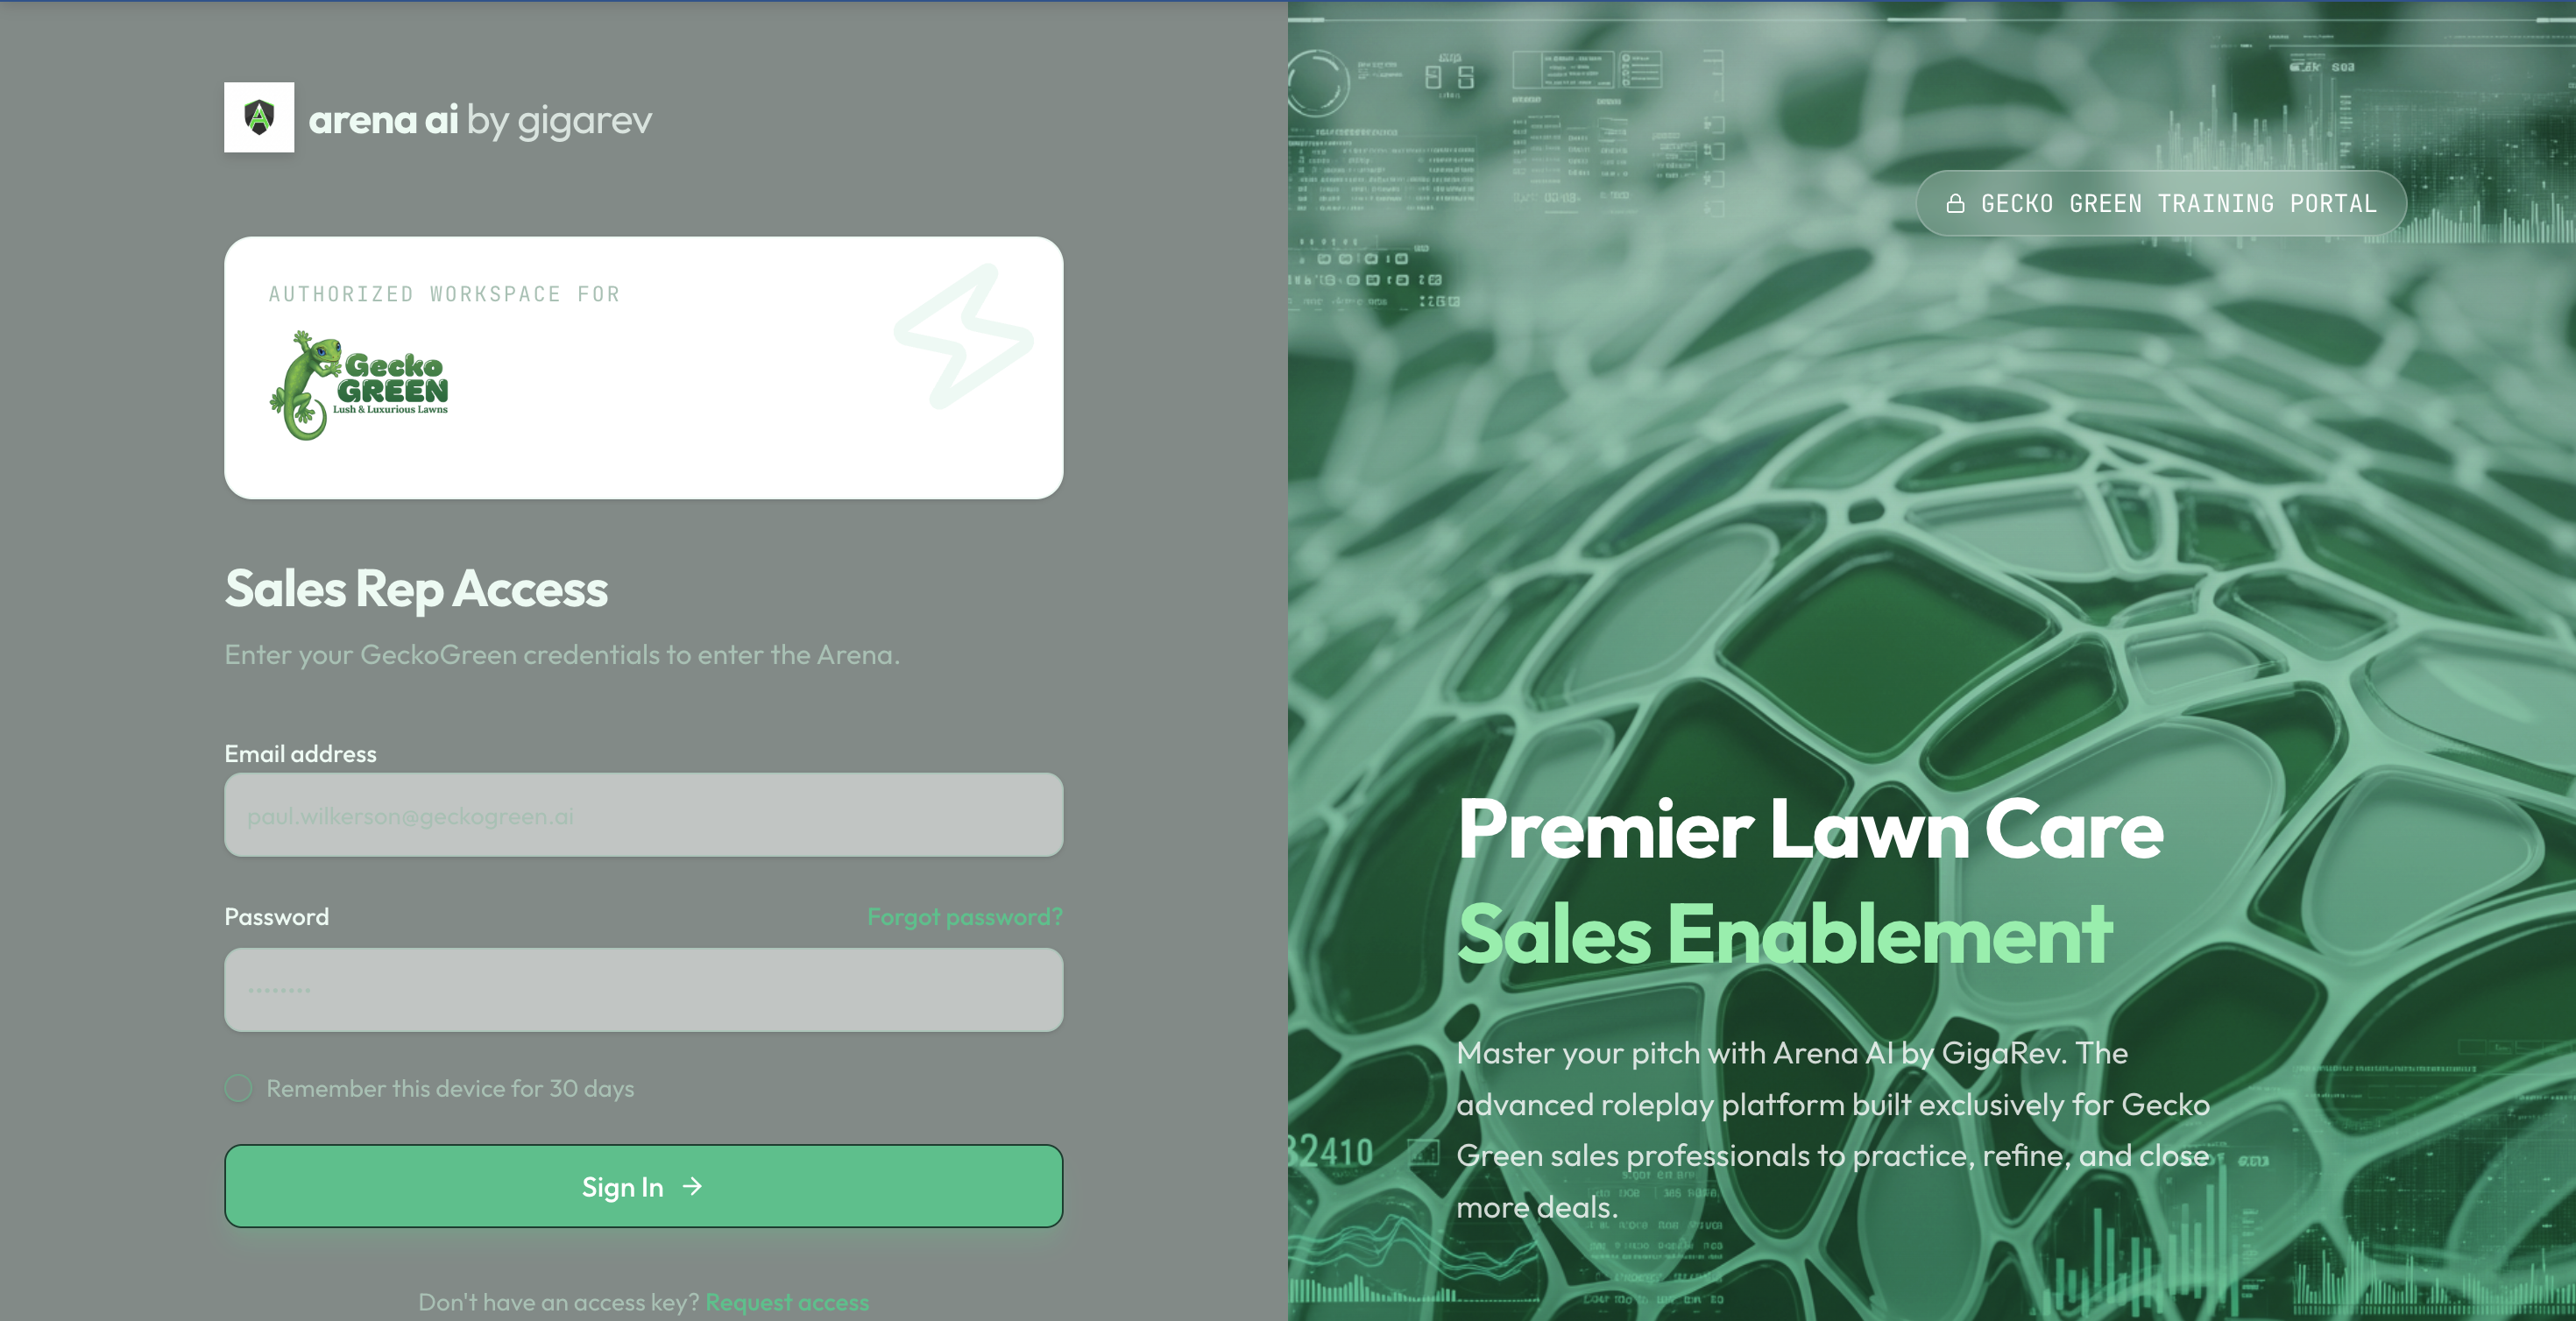 arena ai by gigarev
AUTHORIZED WORKSPACE FOR
Gecko
GREEN
Lush & Luxurious Lawns
Sales Rep Access
Enter your GeckoGreen credentials to enter the Arena.
Email address
paul.wilkerson@geckogreen.ai
Password
Forgot password?
Remember this device for 30 days
Sign In
Don't have an access key? Request access
GECKO GREEN TRAINING PORTAL
Premier Lawn Care
Sales Enablement
Master your pitch with Arena AI by GigaRev. The
advanced roleplay platform built exclusively for Gecko
Green sales professionals to practice, refine, and close
more deals.
32410